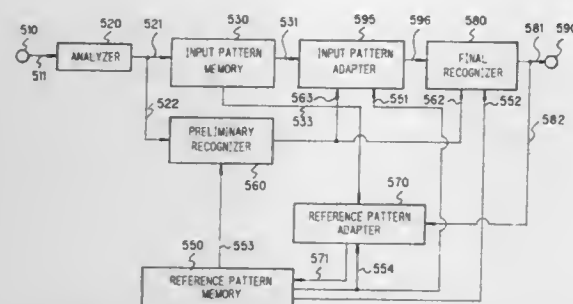 510
511
ANALYZER
520
521
522
INPUT PATTERN
MEMORY
530
531
533
INPUT PATTERN
ADAPTER
595
596
563
551
FINAL
RECOGNIZER
580
581
590
562
552
582
PRELIMINARY
RECOGNIZER
560
REFERENCE PATTERN
ADAPTER
570
571
554
553
550
REFERENCE PATTERN
MEMORY